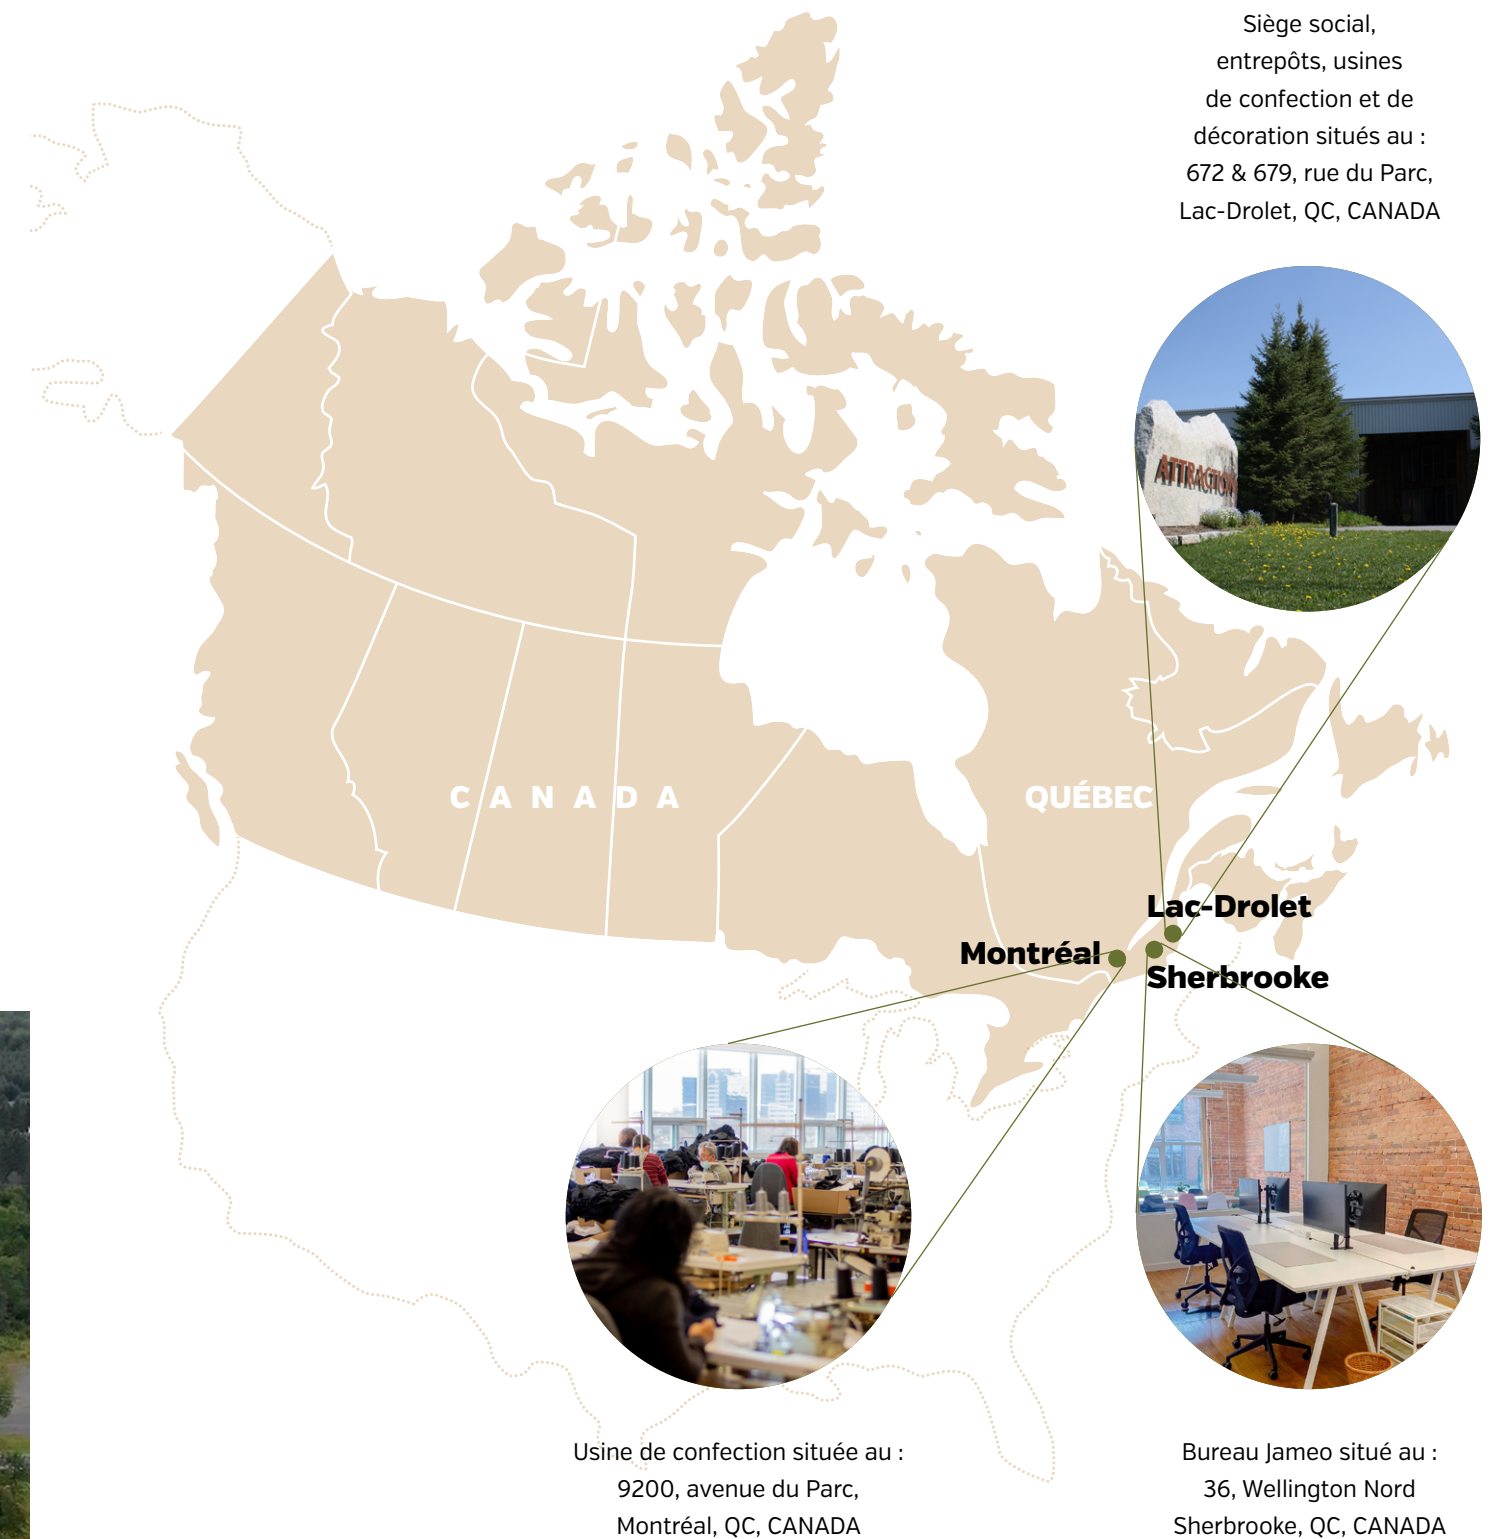 Siège social,
entrepôts, usines
de confection et de
décoration situés au :
672 & 679, rue du Parc,
Lac-Drolet, QC, CANADA
ATTRACTION
CANADA
QUÉBEC
Lac-Drolet
Montréal
Sherbrooke
Usine de confection située au :
9200, avenue du Parc,
Montréal, QC, CANADA
Bureau Jameo situé au :
36, Wellington Nord
Sherbrooke, QC, CANADA